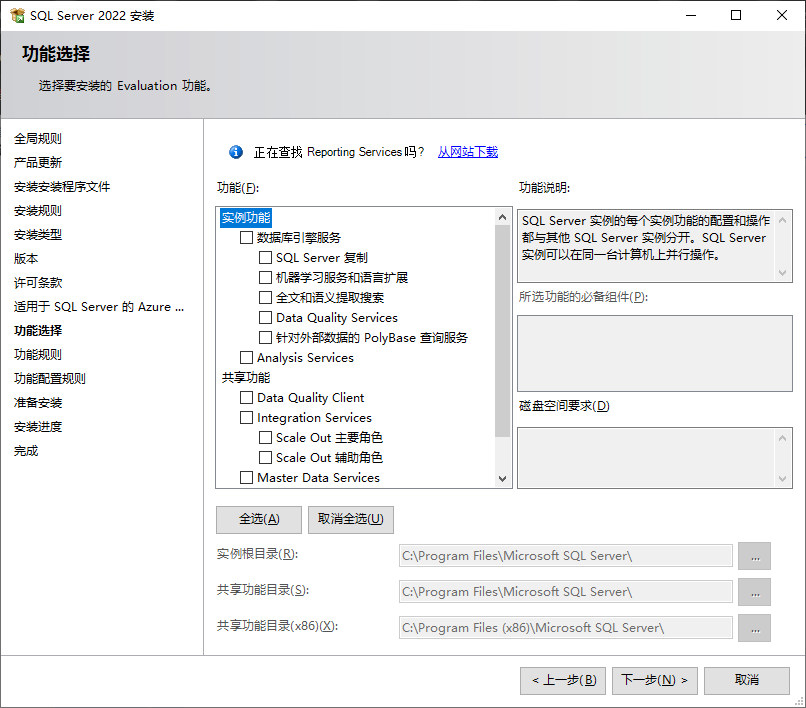 SQL Server 2022 安装
功能选择
选择要安装的 Evaluation 功能。
全局规则
产品更新
安装安装程序文件
安装规则
安装类型
版本
许可条款
适用于 SQL Server 的 Azure ...
功能选择
功能规则
功能配置规则
准备安装
安装进度
完成
正在查找 Reporting Services 吗? 从网站下载
功能(F):
实例功能
数据库引擎服务
SQL Server 复制
机器学习服务和语言扩展
全文和语义提取搜索
Data Quality Services
针对外部数据的 PolyBase 查询服务
Analysis Services
共享功能
Data Quality Client
Integration Services
Scale Out 主要角色
Scale Out 辅助角色
Master Data Services
功能说明:
SQL Server 实例的每个实例功能的配置和操作
都与其他 SQL Server 实例分开。SQL Server
实例可以在同一台计算机上并行操作。
所选功能的必备组件(P):
磁盘空间要求(D)
全选(A)
取消全选(U)
实例根目录(R): C:\Program Files\Microsoft SQL Server\ ...
共享功能目录(S): C:\Program Files\Microsoft SQL Server\ ...
共享功能目录(x86)(X): C:\Program Files (x86)\Microsoft SQL Server\ ...
< 上一步(B)
下一步(N) >
取消